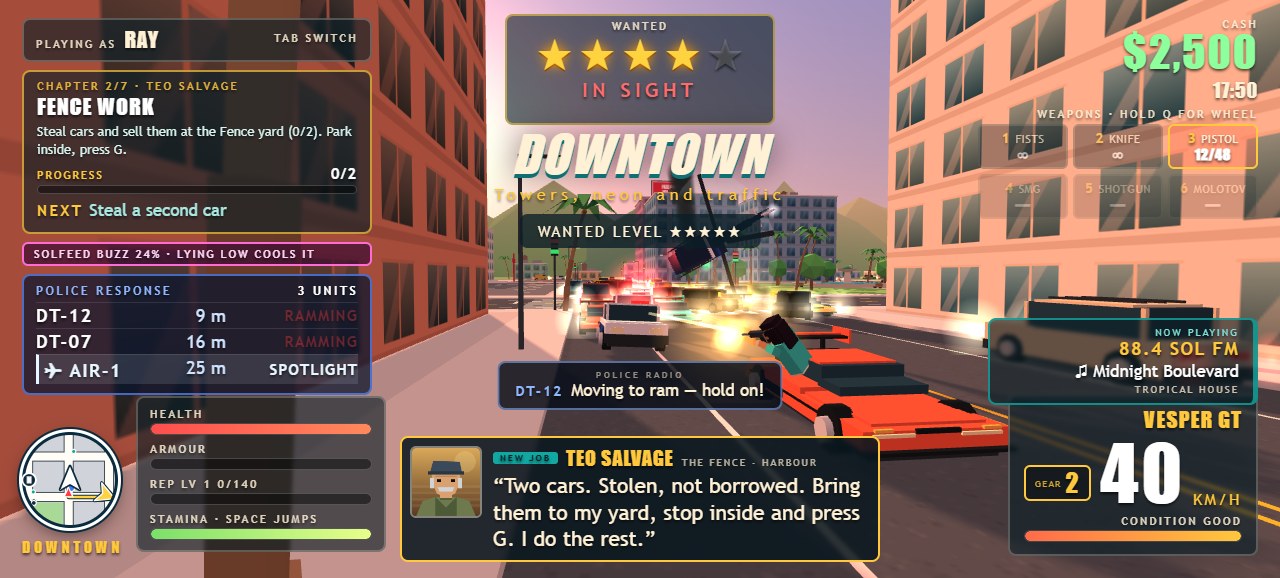 PLAYING AS RAY
TAB SWITCH
CHAPTER 2/7 · TEO SALVAGE
FENCE WORK
Steal cars and sell them at the Fence yard (0/2). Park
inside, press G.
PROGRESS 0/2
NEXT Steal a second car
SOLFEED BUZZ 24% · LYING LOW COOLS IT
POLICE RESPONSE 3 UNITS
DT-12 9 m RAMMING
DT-07 16 m RAMMING
AIR-1 25 m SPOTLIGHT
HEALTH
ARMOUR
REP LV 1 0/140
STAMINA · SPACE JUMPS
DOWNTOWN
WANTED
IN SIGHT
DOWNTOWN
Towers, neon and traffic
WANTED LEVEL ★★★★★
POLICE RADIO
DT-12 Moving to ram — hold on!
NEW JOB TEO SALVAGE THE FENCE · HARBOUR
“Two cars. Stolen, not borrowed. Bring
them to my yard, stop inside and press
G. I do the rest.”
CASH
$2,500
17:50
WEAPONS · HOLD Q FOR WHEEL
1 FISTS
∞
2 KNIFE
∞
3 PISTOL
12/48
4 SMG
—
5 SHOTGUN
—
6 MOLOTOV
—
NOW PLAYING
88.4 SOL FM
♫ Midnight Boulevard
TROPICAL HOUSE
VESPER GT
GEAR 2
40 KM/H
CONDITION GOOD